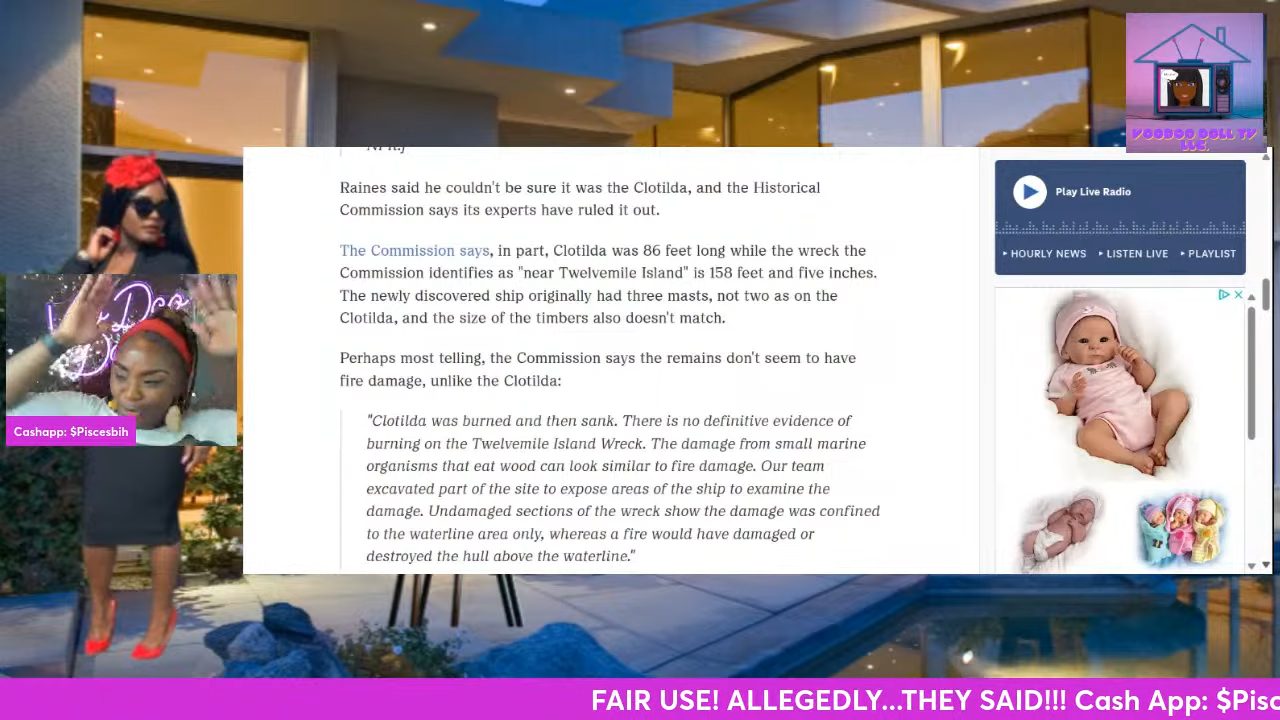 VOODOO DOLL TV
LLC.
Raines said he couldn't be sure it was the Clotilda, and the Historical
Commission says its experts have ruled it out.
The Commission says, in part, Clotilda was 86 feet long while the wreck the
Commission identifies as "near Twelvemile Island" is 158 feet and five inches.
The newly discovered ship originally had three masts, not two as on the
Clotilda, and the size of the timbers also doesn't match.
Perhaps most telling, the Commission says the remains don't seem to have
fire damage, unlike the Clotilda:
"Clotilda was burned and then sank. There is no definitive evidence of
burning on the Twelvemile Island Wreck. The damage from small marine
organisms that eat wood can look similar to fire damage. Our team
excavated part of the site to expose areas of the ship to examine the
damage. Undamaged sections of the wreck show the damage was confined
to the waterline area only, whereas a fire would have damaged or
destroyed the hull above the waterline."
Play Live Radio
HOURLY NEWS LISTEN LIVE PLAYLIST
Cashapp: $Piscesbih
FAIR USE! ALLEGEDLY...THEY SAID!!! Cash App: $Pisc